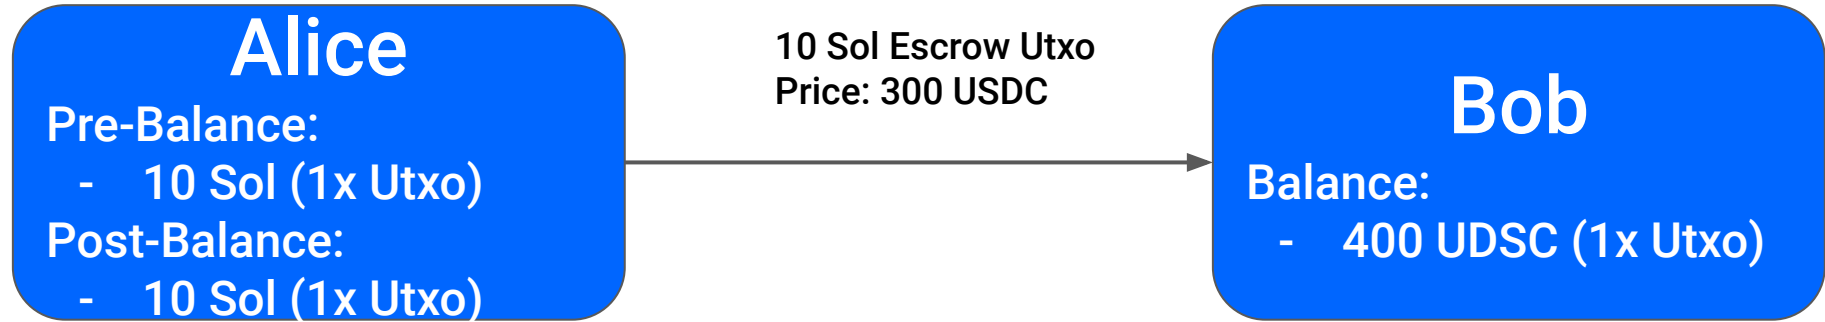 Alice
Pre-Balance:
- 10 Sol (1x Utxo)
Post-Balance:
- 10 Sol (1x Utxo)
10 Sol Escrow Utxo
Price: 300 USDC
Bob
Balance:
- 400 UDSC (1x Utxo)